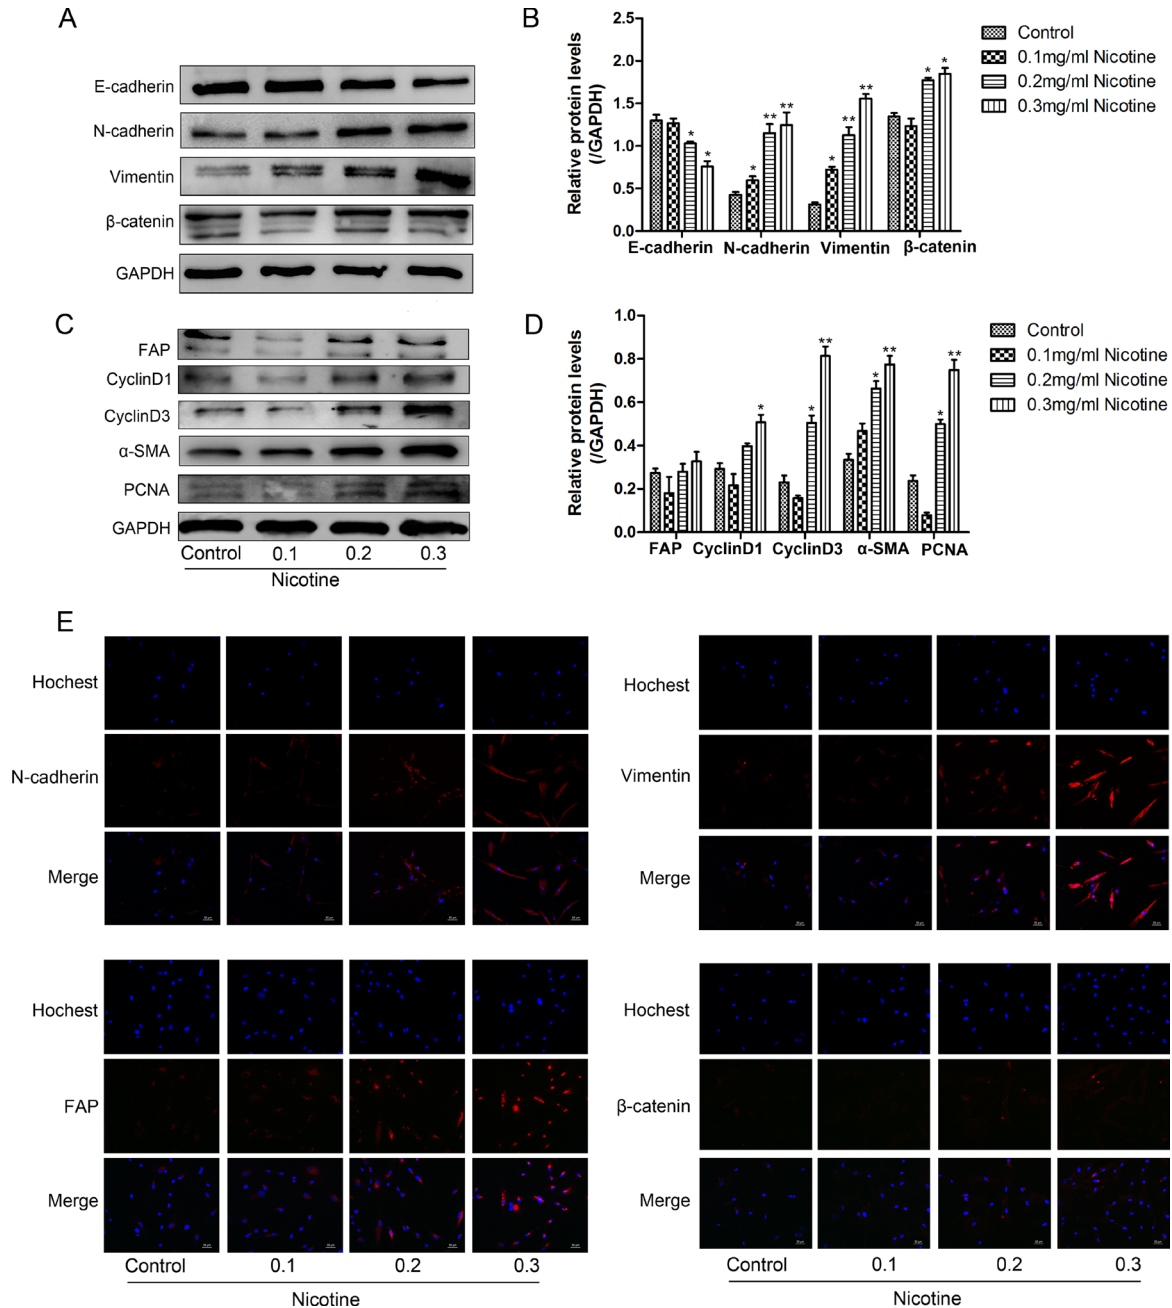 A
E-cadherin
N-cadherin
Vimentin
β-catenin
GAPDH
B
Relative protein levels
(/GAPDH)
2.5
2.0
1.5
1.0
0.5
0.0
* *
* ** **
* ** **
* *
E-cadherin N-cadherin Vimentin β-catenin
Control
0.1mg/ml Nicotine
0.2mg/ml Nicotine
0.3mg/ml Nicotine
C
FAP
CyclinD1
CyclinD3
α-SMA
PCNA
GAPDH
Control 0.1 0.2 0.3
Nicotine
D
Relative protein levels
(/GAPDH)
1.0
0.8
0.6
0.4
0.2
0.0
*
* **
* **
* **
FAP CyclinD1 CyclinD3 α-SMA PCNA
Control
0.1mg/ml Nicotine
0.2mg/ml Nicotine
0.3mg/ml Nicotine
E
Hochest
N-cadherin
Merge
Hochest
Vimentin
Merge
Hochest
FAP
Merge
Control 0.1 0.2 0.3
Nicotine
Hochest
β-catenin
Merge
Control 0.1 0.2 0.3
Nicotine